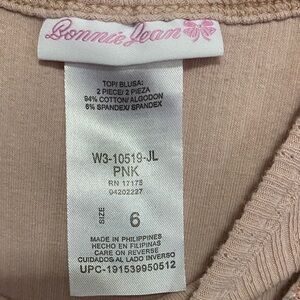 Bonnie Jean
TOP/ BLUSA:
2 PIECE/ 2 PIEZA
94% COTTON/ALGODON
6% SPANDEX/ SPANDEX
W3-10519-JL
PNK
RN 17178
04202227
SIZE 6
MADE IN PHILIPPINES
HECHO EN FILIPINAS
CARE ON REVERSE
CUIDADOS AL LADO INVERSO
UPC-191539950512